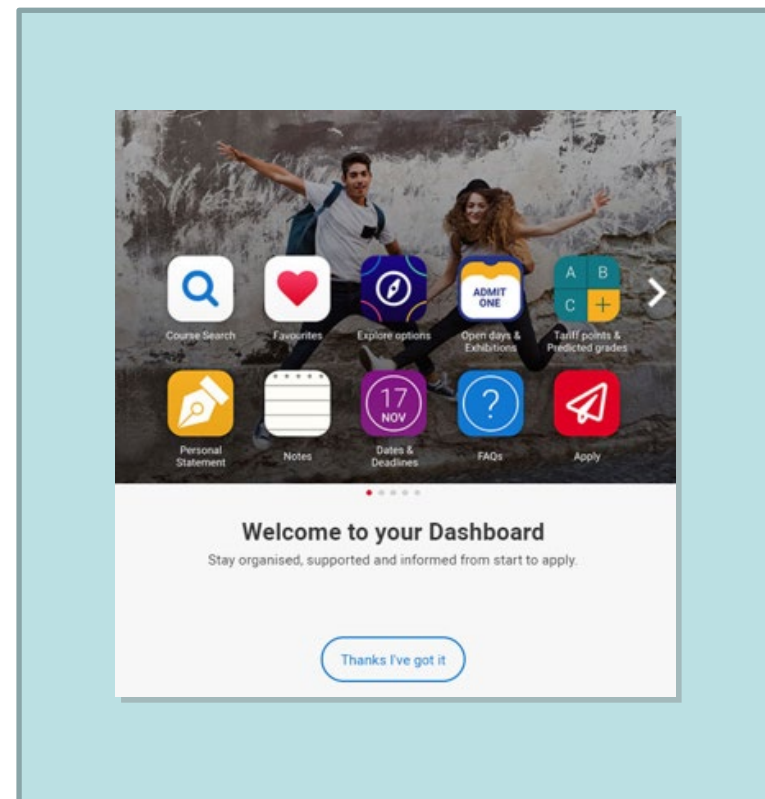 ADMIT
ONE
A B
C +
Course Search
Favourites
Explore options
Open days &
Exhibitions
Tariff points &
Predicted grades
17
NOV
?
Personal
Statement
Notes
Dates &
Deadlines
FAQs
Apply
Welcome to your Dashboard
Stay organised, supported and informed from start to apply.
Thanks I've got it